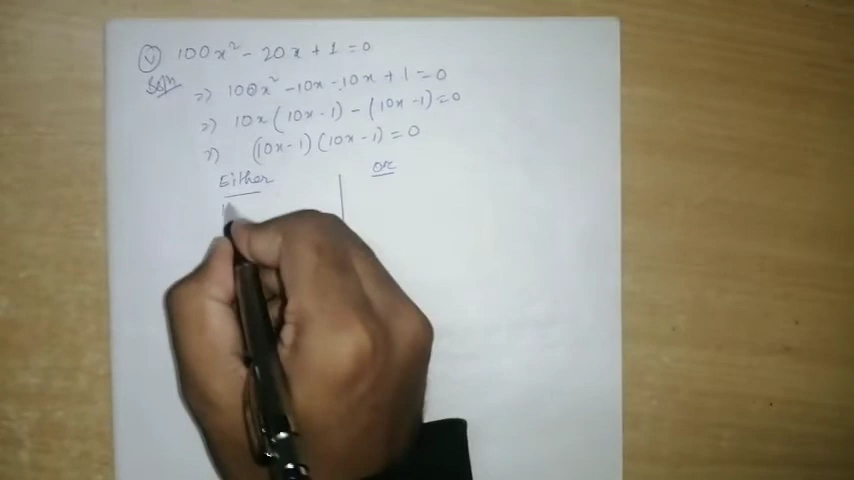 (v) 100x² - 20x + 1 = 0
Soln
=) 100x² - 10x - 10x + 1 = 0
=) 10x (10x - 1) - (10x - 1) = 0
=) (10x - 1) (10x - 1) = 0
Either or